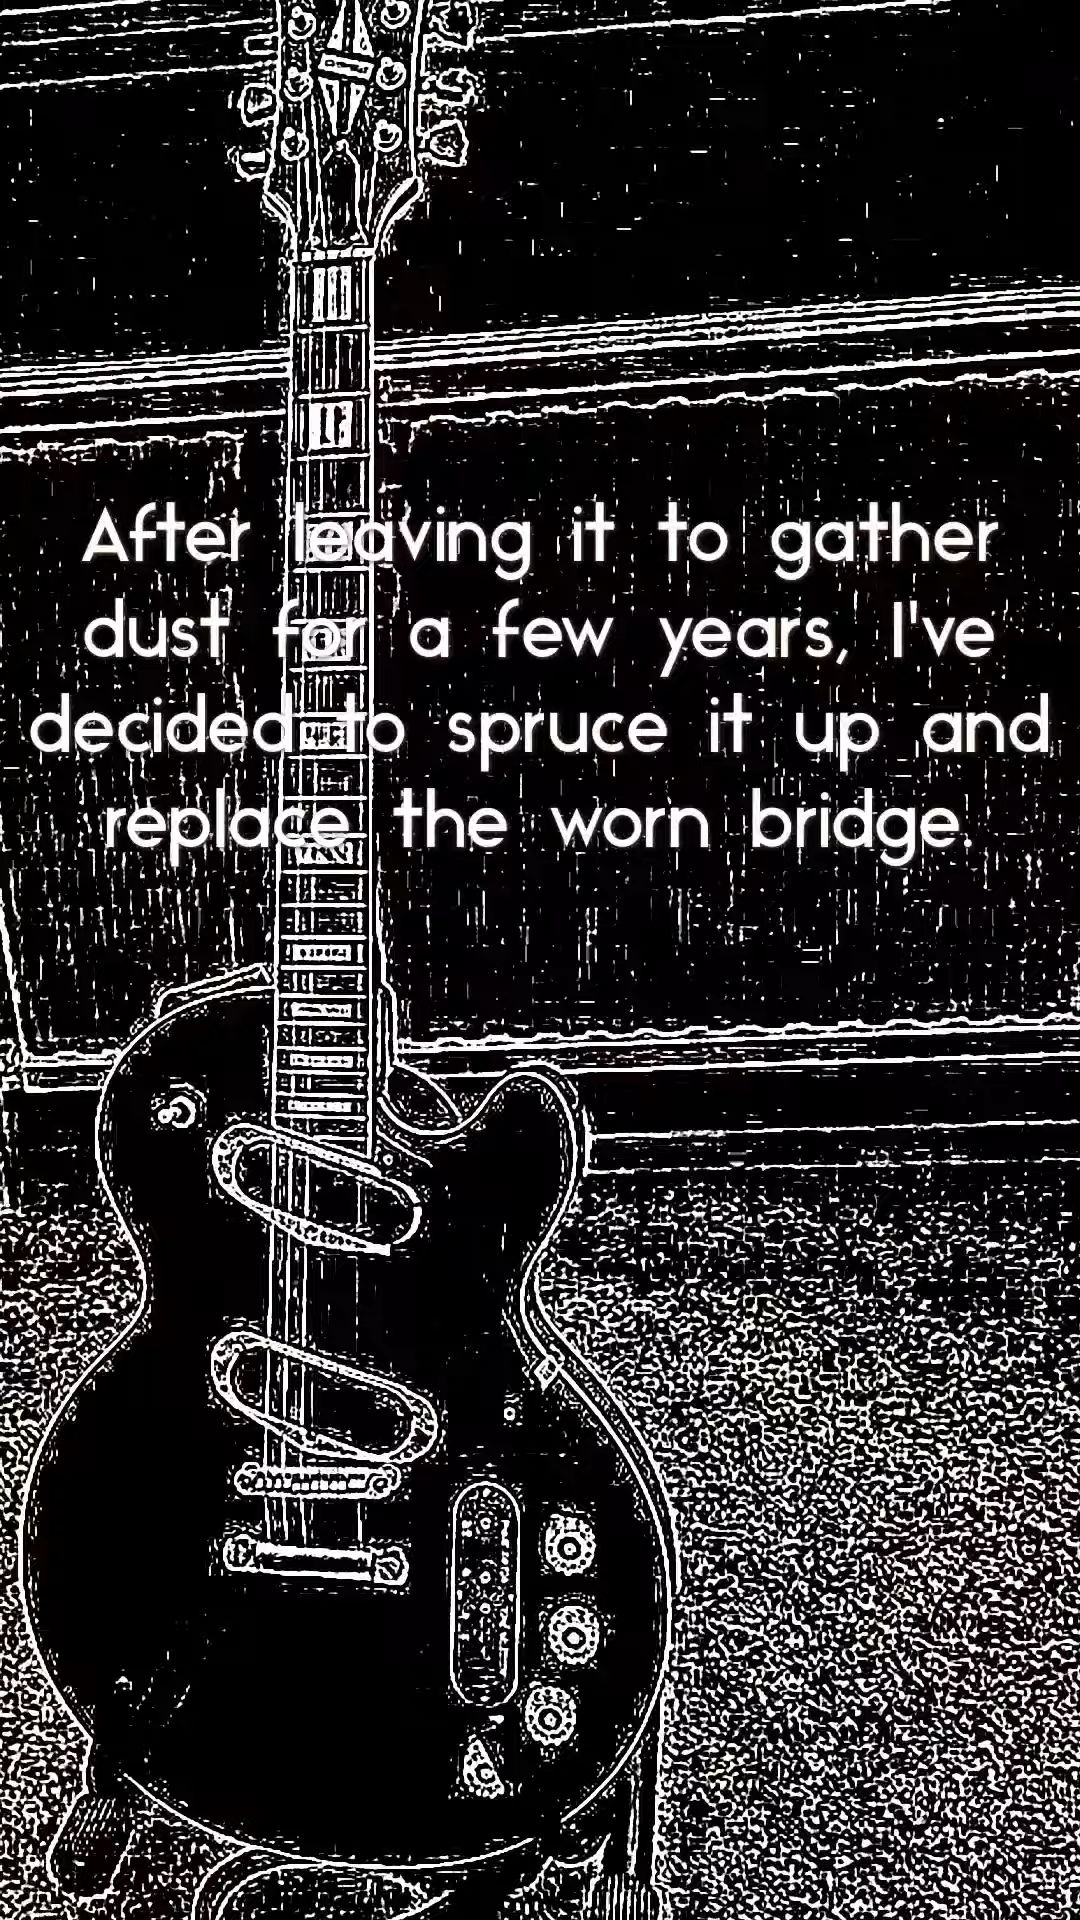 After leaving it to gather
dust for a few years, I've
decided to spruce it up and
replace the worn bridge.